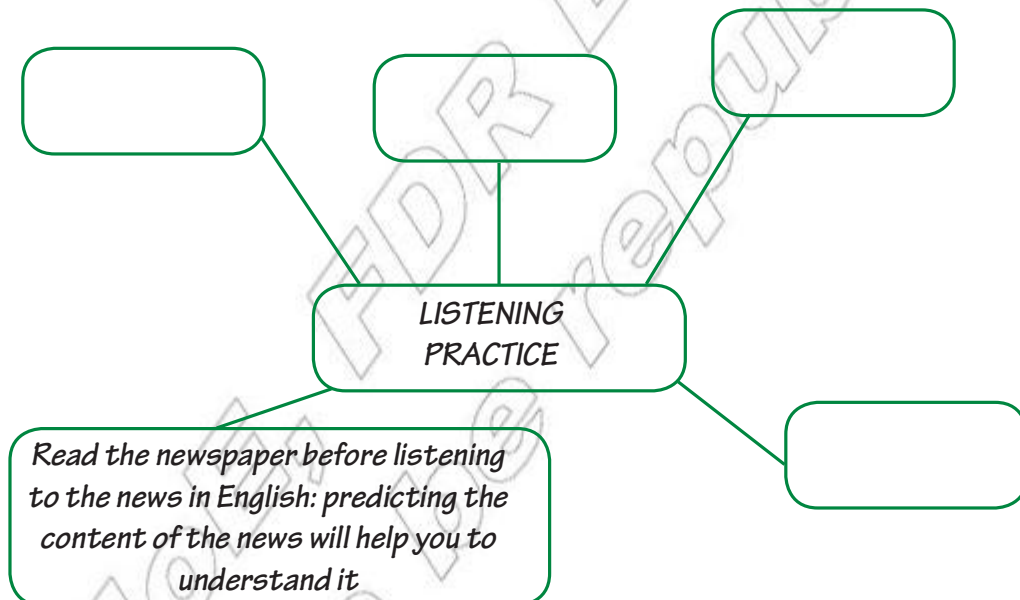 LISTENING
PRACTICE
Read the newspaper before listening
to the news in English: predicting the
content of the news will help you to
understand it